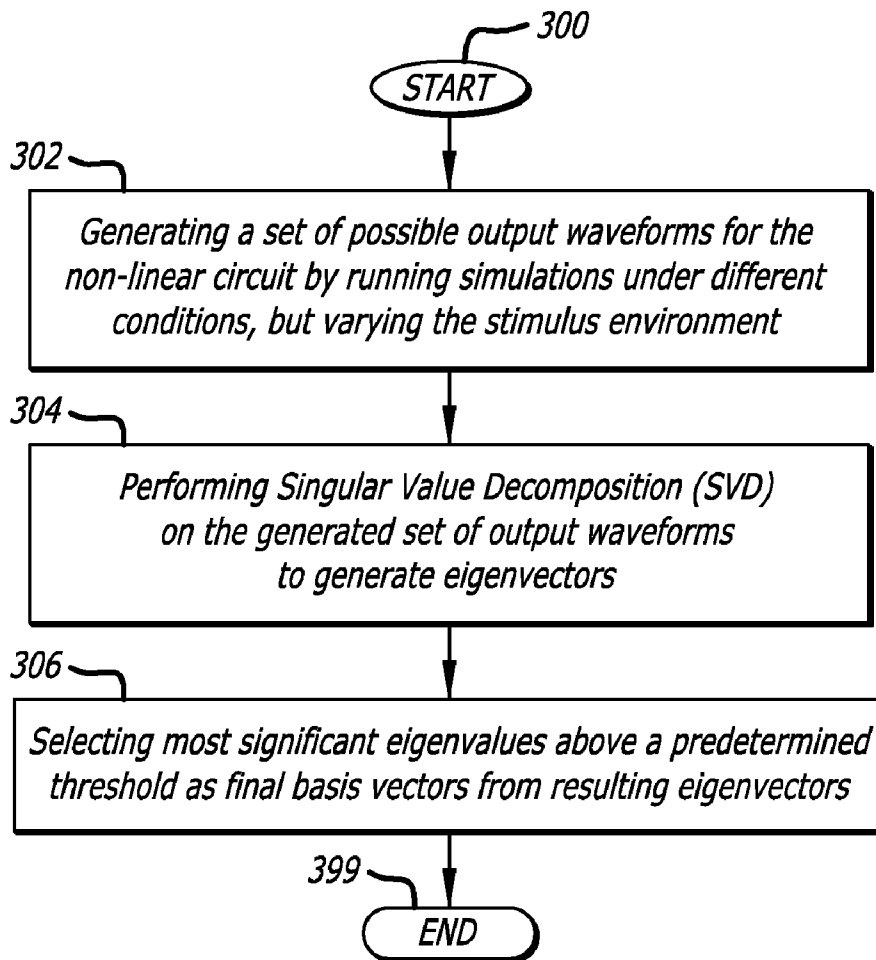 300
START
302
Generating a set of possible output waveforms for the
non-linear circuit by running simulations under different
conditions, but varying the stimulus environment
304
Performing Singular Value Decomposition (SVD)
on the generated set of output waveforms
to generate eigenvectors
306
Selecting most significant eigenvalues above a predetermined
threshold as final basis vectors from resulting eigenvectors
399
END